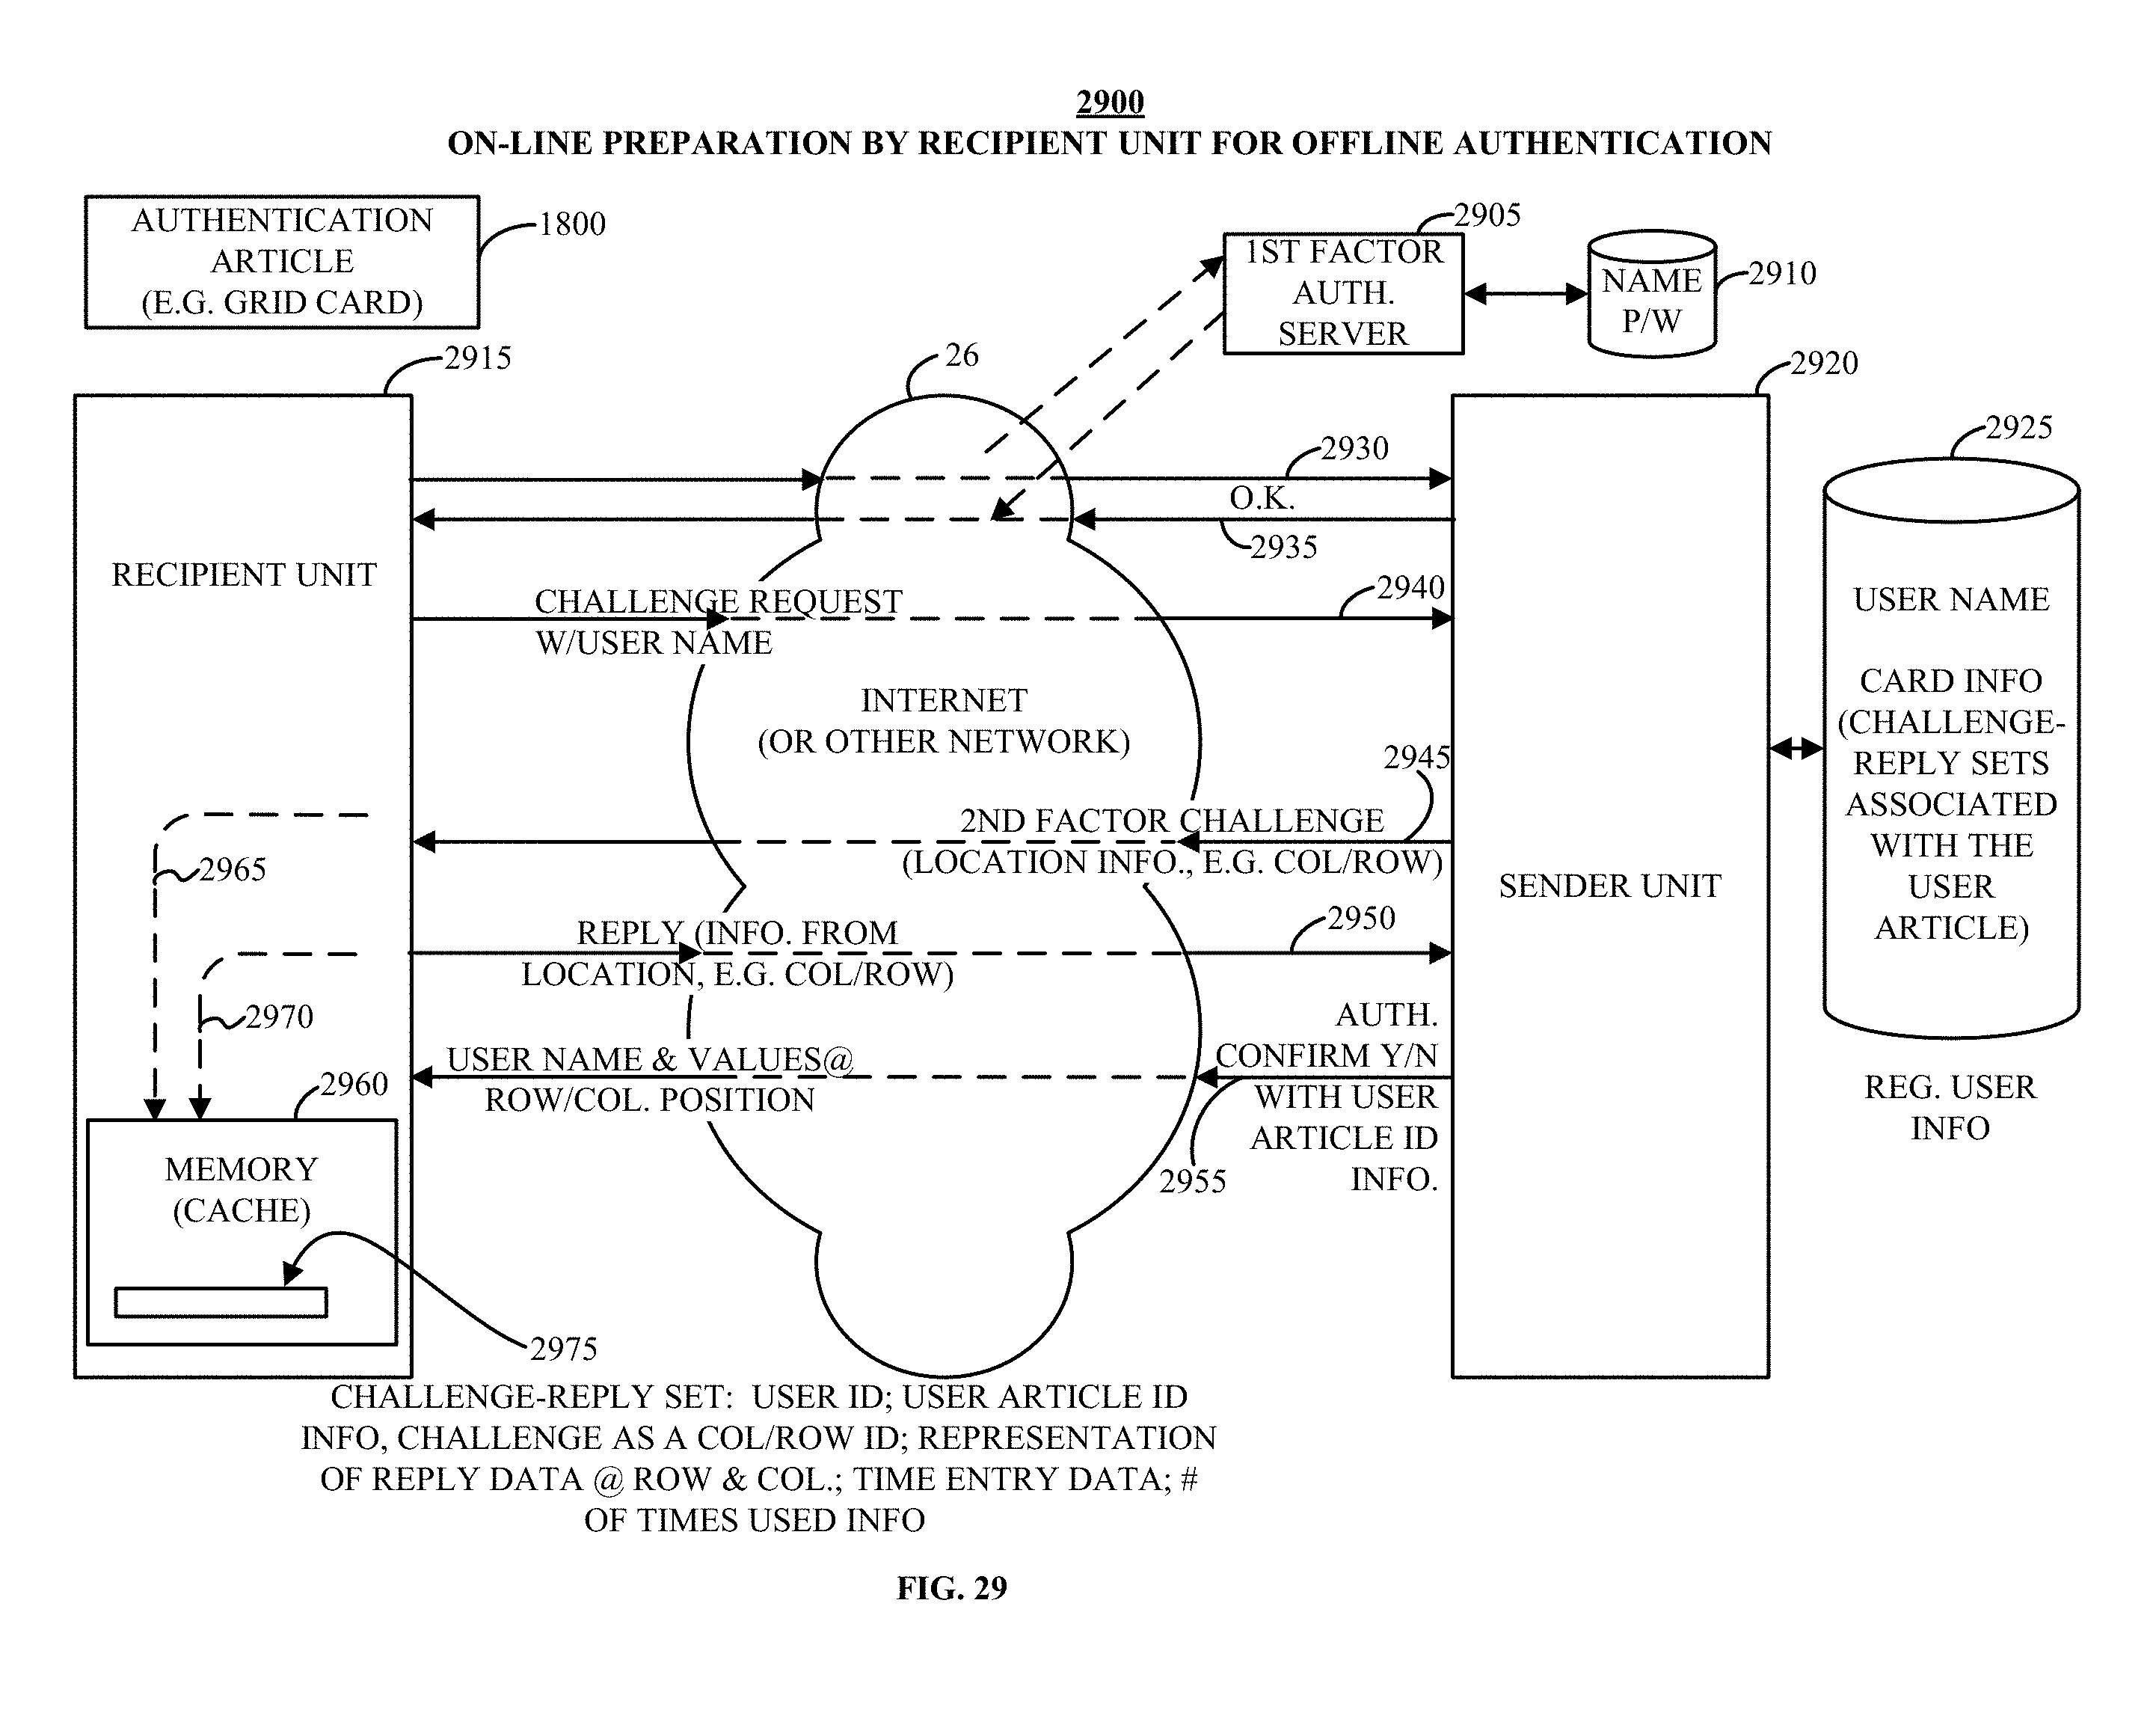 2900
ON-LINE PREPARATION BY RECIPIENT UNIT FOR OFFLINE AUTHENTICATION
AUTHENTICATION
ARTICLE
(E.G. GRID CARD)
1800
2905
1ST FACTOR
AUTH.
SERVER
NAME
P/W
2910
2915
26
2920
2925
2930
O.K.
2935
RECIPIENT UNIT
CHALLENGE REQUEST
W/USER NAME
2940
INTERNET
(OR OTHER NETWORK)
2945
2ND FACTOR CHALLENGE
(LOCATION INFO., E.G. COL/ROW)
SENDER UNIT
USER NAME
CARD INFO
(CHALLENGE-
REPLY SETS
ASSOCIATED
WITH THE
USER
ARTICLE)
REG. USER
INFO
2965
REPLY (INFO. FROM
LOCATION, E.G. COL/ROW)
2950
2970
USER NAME & VALUES@
ROW/COL. POSITION
AUTH.
CONFIRM Y/N
WITH USER
ARTICLE ID
INFO.
2955
2960
MEMORY
(CACHE)
2975
CHALLENGE-REPLY SET: USER ID; USER ARTICLE ID
INFO, CHALLENGE AS A COL/ROW ID; REPRESENTATION
OF REPLY DATA @ ROW & COL.; TIME ENTRY DATA; #
OF TIMES USED INFO
FIG. 29